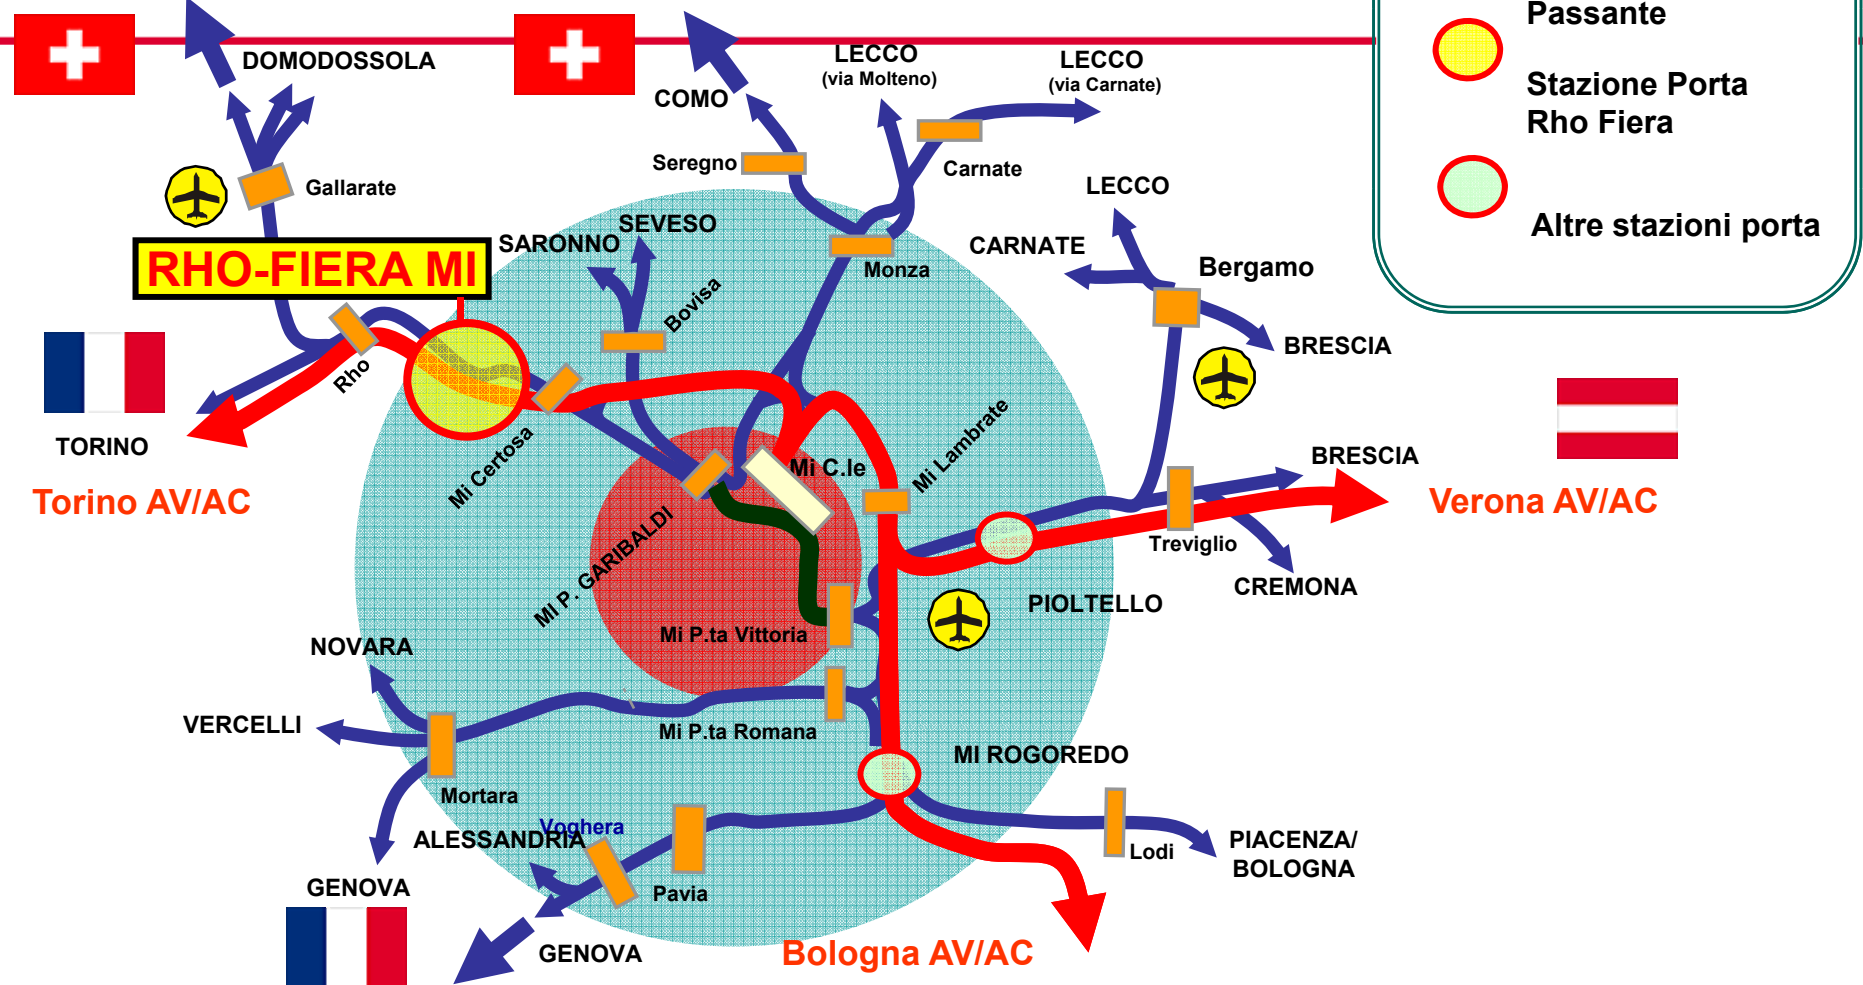 Passante
DOMODOSSOLA
LECCO
(via Molteno)
LECCO
(via Carnate)
COMO
Stazione Porta
Rho Fiera
Seregno
Carnate
Gallarate
LECCO
SEVESO
SARONNO
CARNATE
Altre stazioni porta
RHO-FIERA MI
Monza
Bergamo
Bovisa
BRESCIA
Rho
TORINO
Mi Certosa
Mi C.le
Mi Lambrate
BRESCIA
Torino AV/AC
Verona AV/AC
MI P. GARIBALDI
Treviglio
CREMONA
PIOLTELLO
Mi P.ta Vittoria
NOVARA
VERCELLI
Mi P.ta Romana
MI ROGOREDO
Mortara
Voghera
ALESSANDRIA
PIACENZA/
BOLOGNA
Lodi
GENOVA
Pavia
GENOVA
Bologna AV/AC